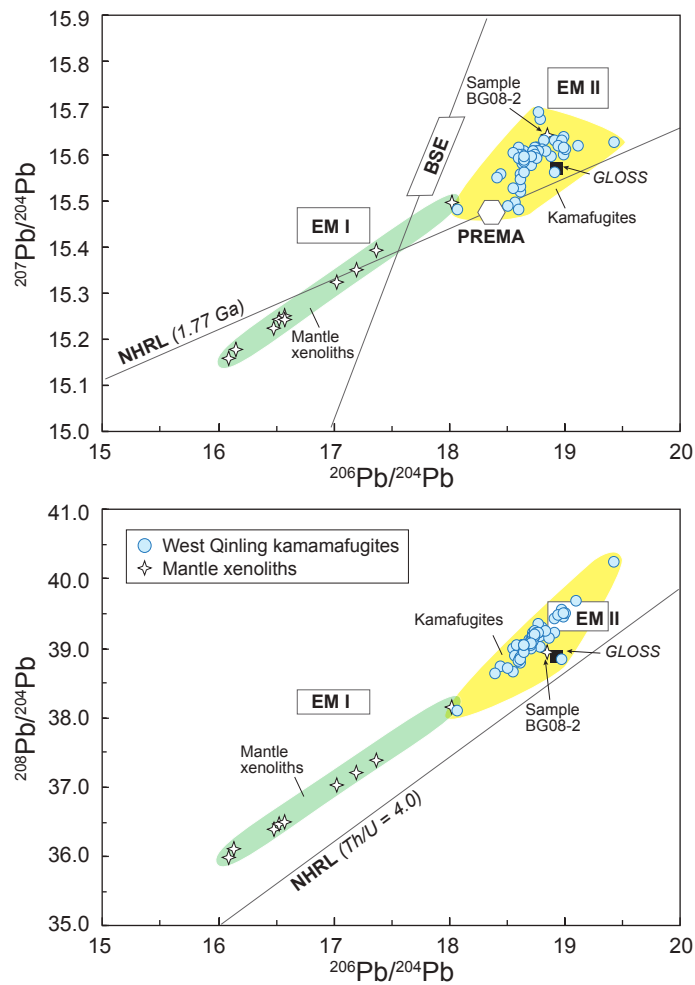 15.9
15.8
15.7
15.6
15.5
15.4
15.3
15.2
15.1
15.0
207Pb/204Pb
Sample
BG08-2
EM II
BSE
GLOSS
Kamafugites
EM I
PREMA
NHRL (1.77 Ga)
Mantle
xenoliths
15 16 17 18 19 20
206Pb/204Pb
41.0
40.0
39.0
38.0
37.0
36.0
35.0
208Pb/204Pb
West Qinling kamamafugites
Mantle xenoliths
Kamafugites
EM II
GLOSS
EM I
Sample
BG08-2
Mantle
xenoliths
NHRL (Th/U = 4.0)
15 16 17 18 19 20
206Pb/204Pb